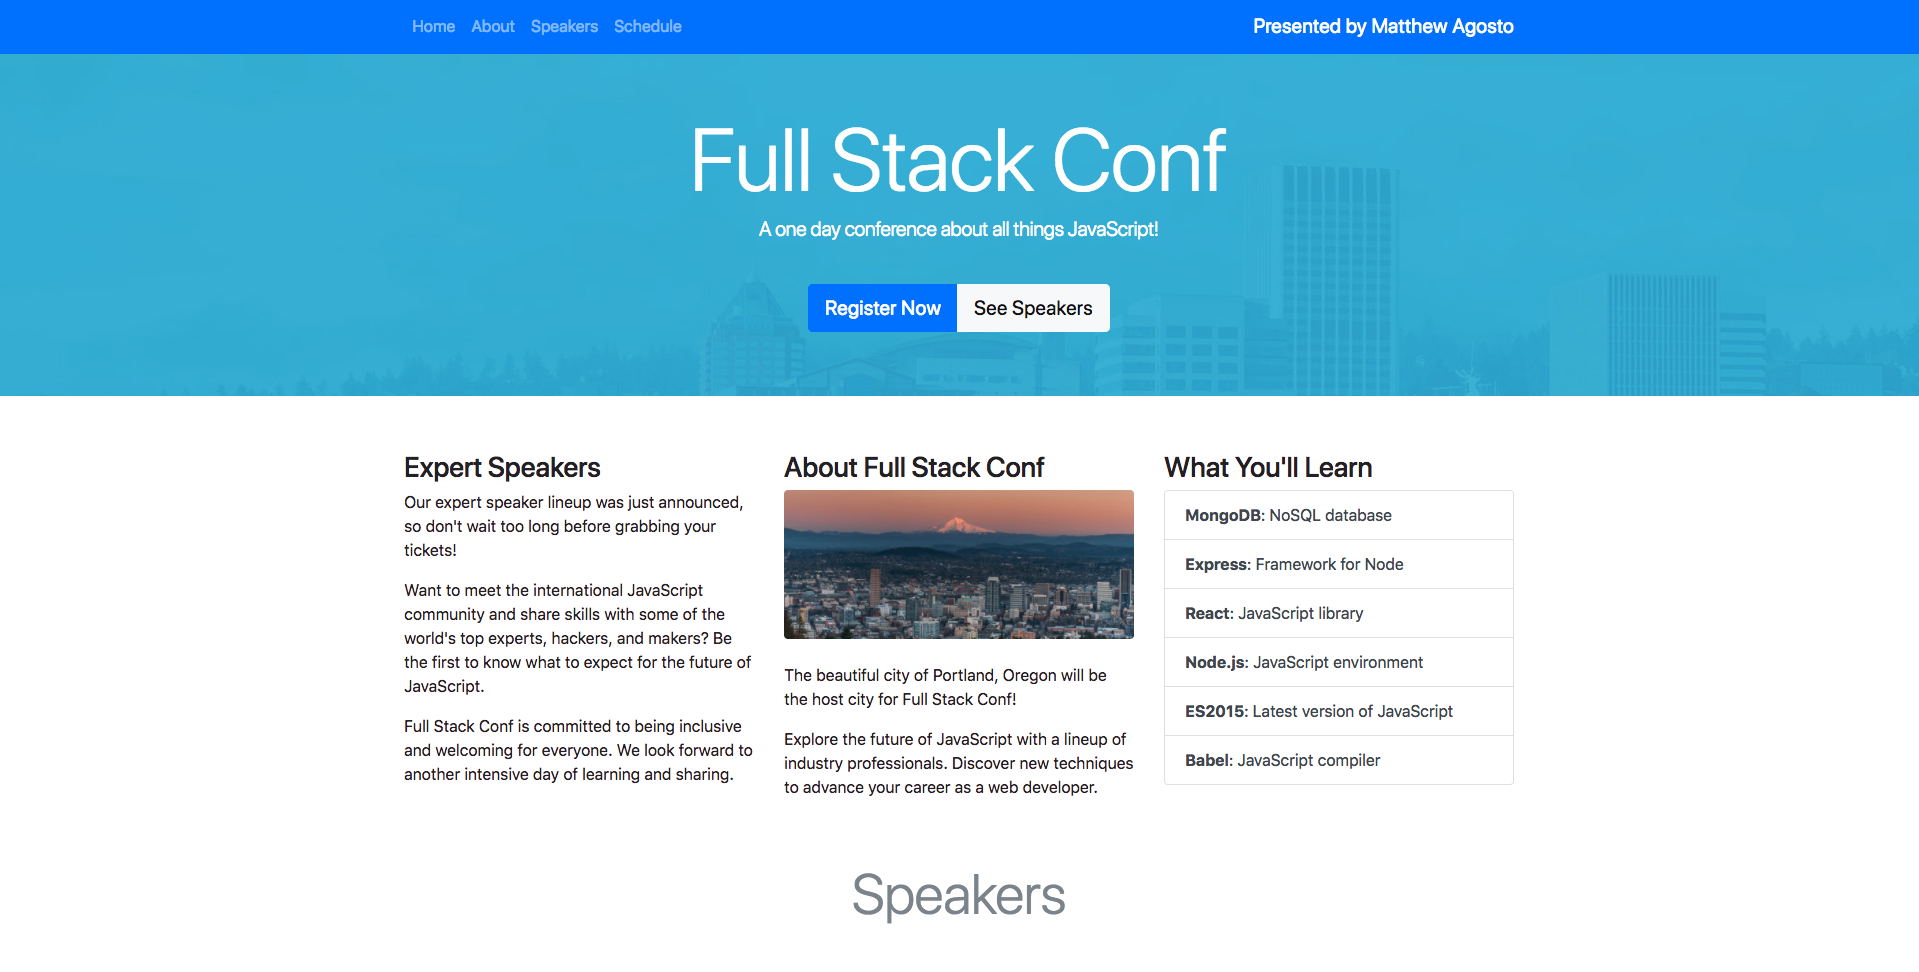 Home About Speakers Schedule
Presented by Matthew Agosto
Full Stack Conf
A one day conference about all things JavaScript!
Register Now
See Speakers
Expert Speakers
Our expert speaker lineup was just announced,
so don't wait too long before grabbing your
tickets!
Want to meet the international JavaScript
community and share skills with some of the
world's top experts, hackers, and makers? Be
the first to know what to expect for the future of
JavaScript.
Full Stack Conf is committed to being inclusive
and welcoming for everyone. We look forward to
another intensive day of learning and sharing.
About Full Stack Conf
The beautiful city of Portland, Oregon will be
the host city for Full Stack Conf!
Explore the future of JavaScript with a lineup of
industry professionals. Discover new techniques
to advance your career as a web developer.
What You'll Learn
MongoDB: NoSQL database
Express: Framework for Node
React: JavaScript library
Node.js: JavaScript environment
ES2015: Latest version of JavaScript
Babel: JavaScript compiler
Speakers